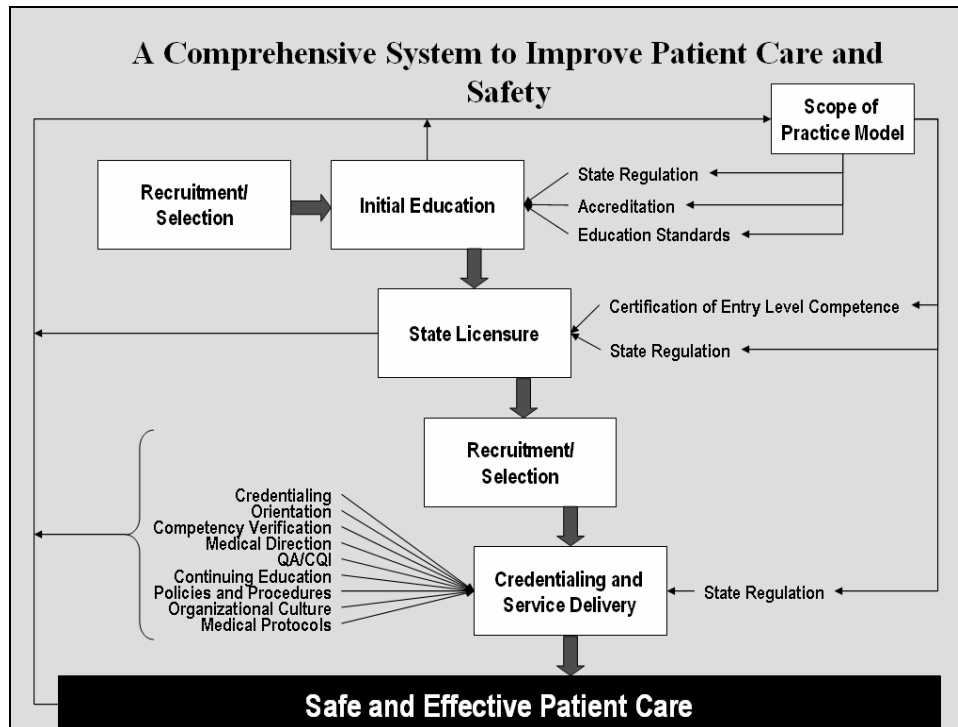 A Comprehensive System to Improve Patient Care and
Safety
Scope of
Practice Model
Recruitment/
Selection
Initial Education
State Regulation
Accreditation
Education Standards
State Licensure
Certification of Entry Level Competence
State Regulation
Recruitment/
Selection
Credentialing
Orientation
Competency Verification
Medical Direction
QA/CQI
Continuing Education
Policies and Procedures
Organizational Culture
Medical Protocols
Credentialing and
Service Delivery
State Regulation
Safe and Effective Patient Care